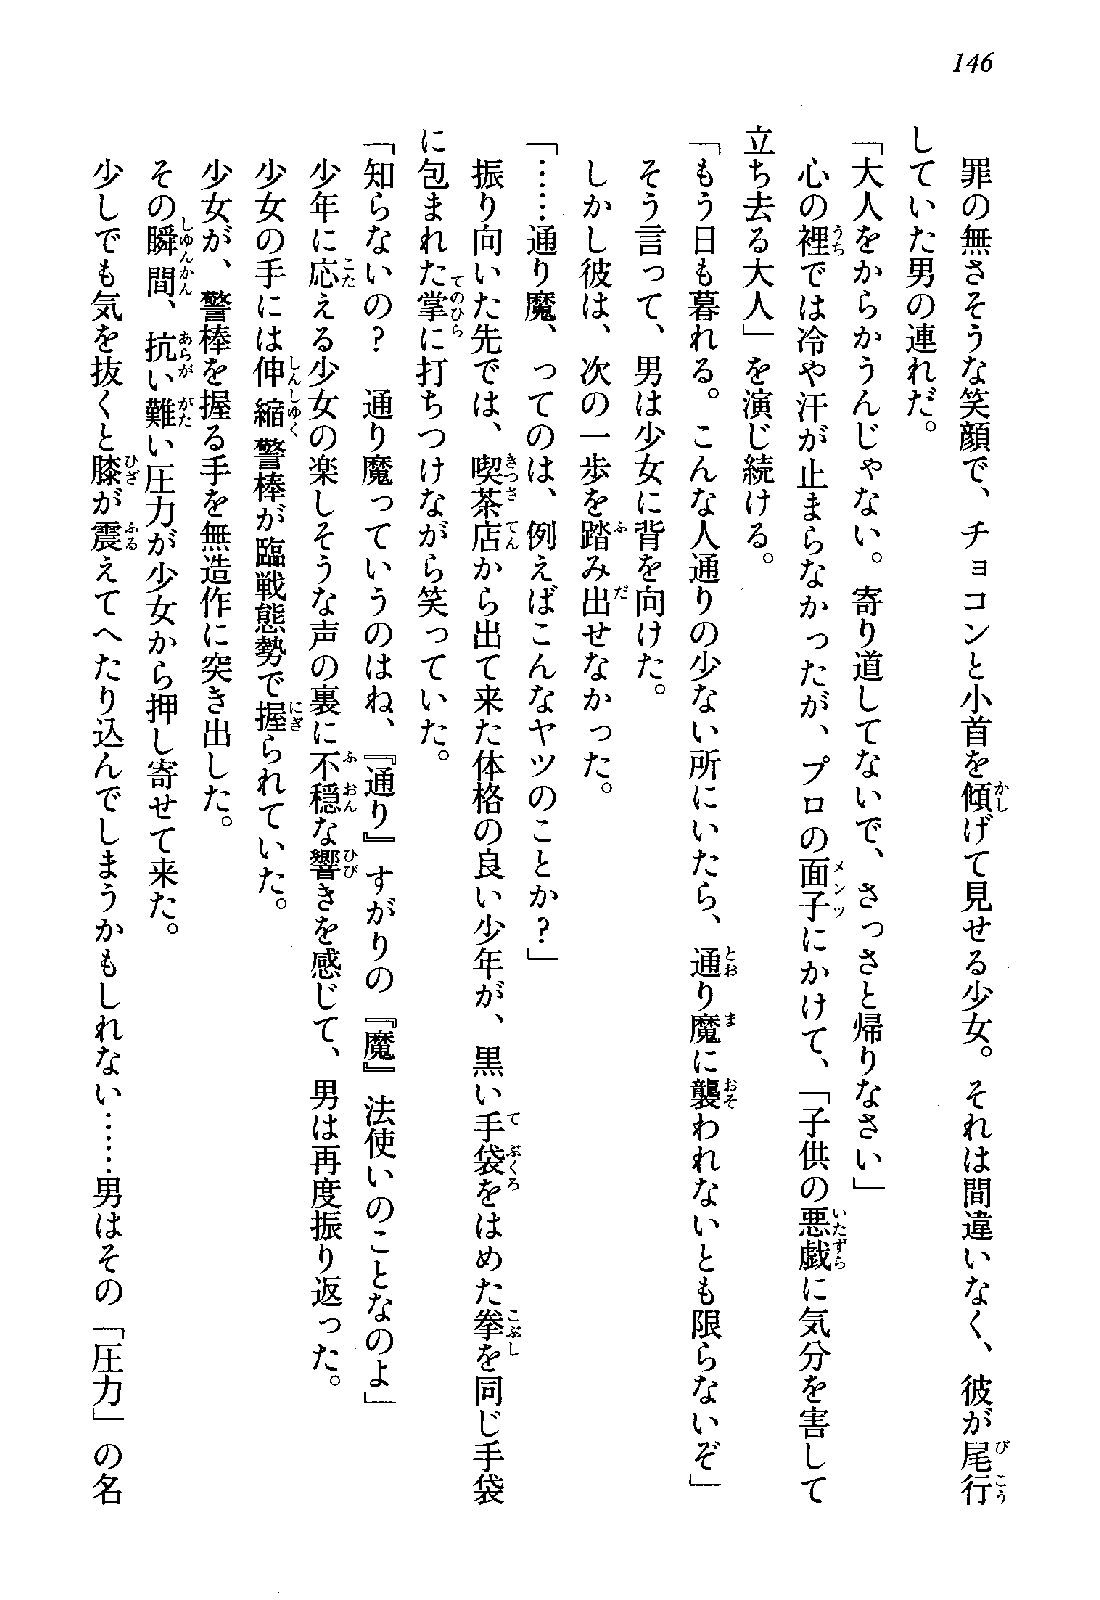 146
罪の無さそうな笑顔で、チョコンと小首を傾げて見せる少女。それは間違いなく、彼が尾行
していた男の連れだ。
「大人をからかうんじゃない。寄り道してないで、さっさと帰りなさい」
心の裡では冷や汗が止まらなかったが、プロの面子にかけて、「子供の悪戯に気分を害して
立ち去る大人」を演じ続ける。
「もう日も暮れる。こんな人通りの少ない所にいたら、通り魔に襲われないとも限らないぞ」
そう言って、男は少女に背を向けた。
しかし彼は、次の一歩を踏み出せなかった。
「……通り魔、ってのは、例えばこんなヤツのことか?」
振り向いた先では、喫茶店から出て来た体格の良い少年が、黒い手袋をはめた拳を同じ手袋
に包まれた掌に打ちつけながら笑っていた。
「知らないの? 通り魔っていうのはね、『通り』すがりの『魔』法使いのことなのよ」
少年に応える少女の楽しそうな声の裏に不穏な響きを感じて、男は再度振り返った。
少女の手には伸縮警棒が臨戦態勢で握られていた。
少女が、警棒を握る手を無造作に突き出した。
その瞬間、抗い難い圧力が少女から押し寄せて来た。
少しでも気を抜くと膝が震えてへたり込んでしまうかもしれない……男はその「圧力」の名